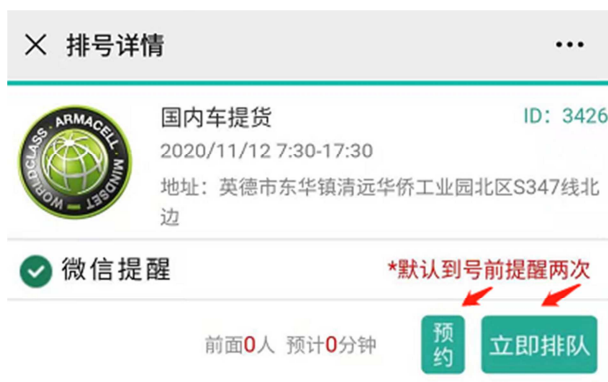 排号详情
国内车提货
ID: 3426
2020/11/12 7:30-17:30
地址：英德市东华镇清远华侨工业园北区S347线北
边
WORLDCLASS · ARMACELL · MINDSET - WORLDCLASS
微信提醒
*默认到号前提醒两次
前面0人 预计0分钟
预约
立即排队